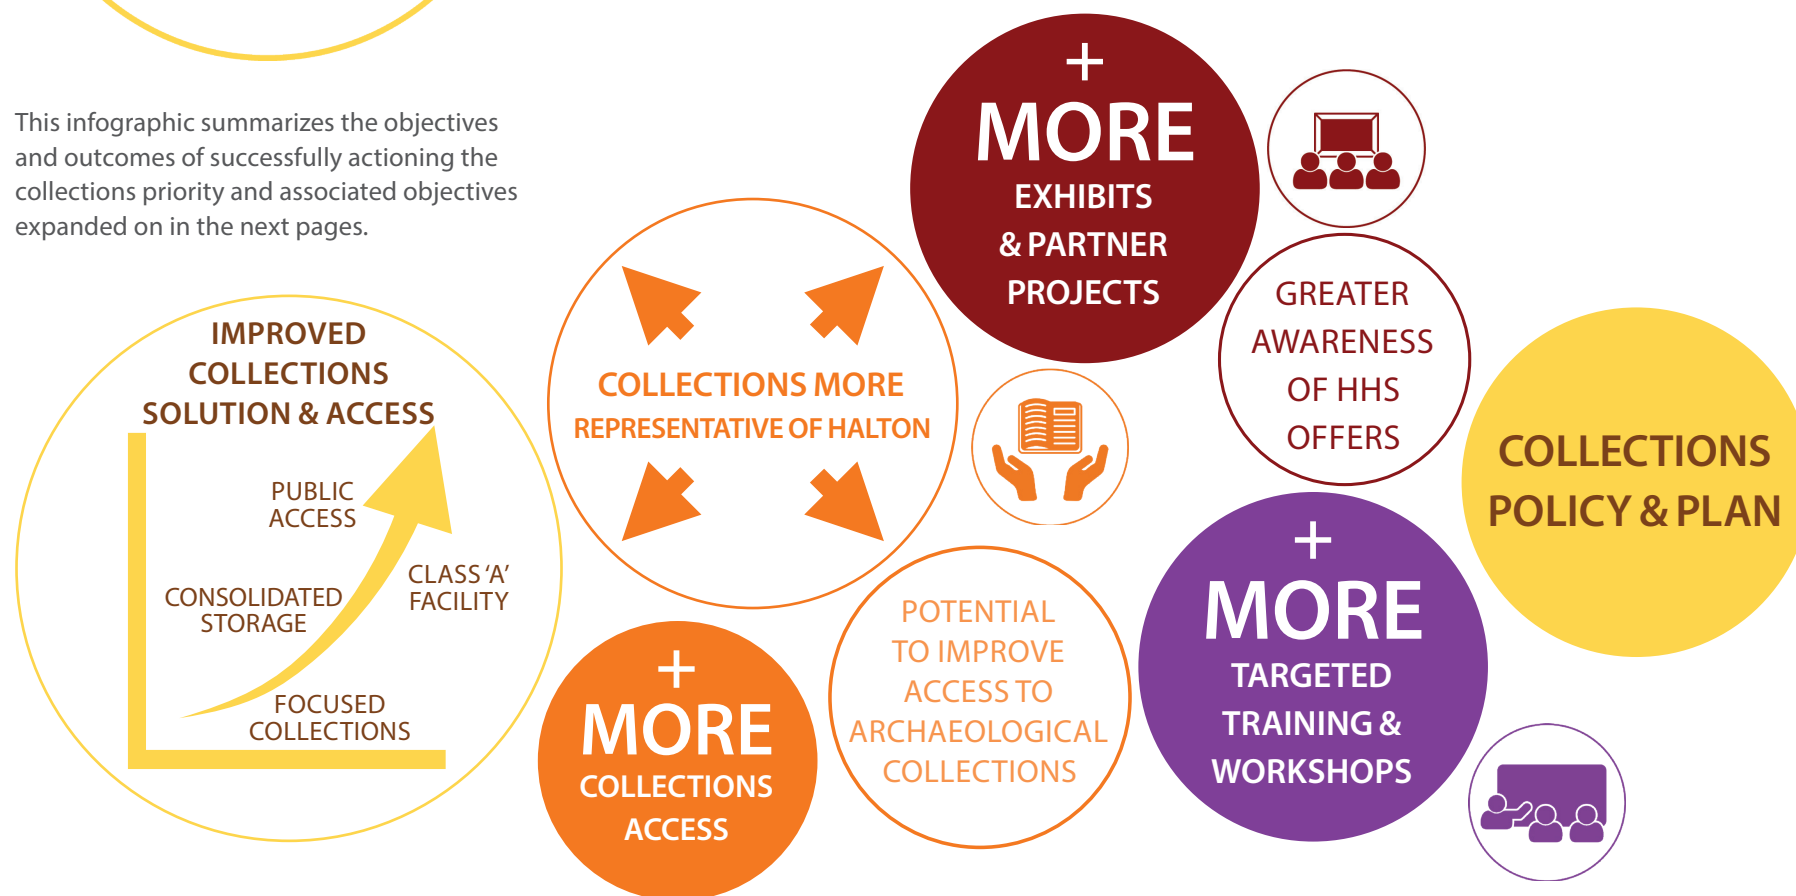 This infographic summarizes the objectives
and outcomes of successfully actioning the
collections priority and associated objectives
expanded on in the next pages.
IMPROVED
COLLECTIONS
SOLUTION & ACCESS
PUBLIC
ACCESS
CLASS ‘A’
FACILITY
CONSOLIDATED
STORAGE
FOCUSED
COLLECTIONS
COLLECTIONS MORE
REPRESENTATIVE OF HALTON
+
MORE
COLLECTIONS
ACCESS
POTENTIAL
TO IMPROVE
ACCESS TO
ARCHAEOLOGICAL
COLLECTIONS
+
MORE
EXHIBITS
& PARTNER
PROJECTS
GREATER
AWARENESS
OF HHS
OFFERS
+
MORE
TARGETED
TRAINING &
WORKSHOPS
COLLECTIONS
POLICY & PLAN